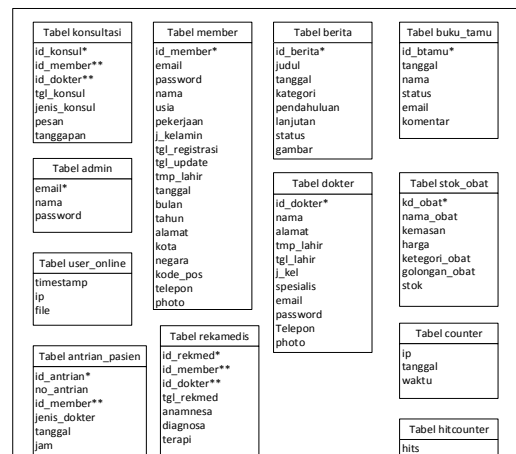 Tabel konsultasi
id_konsul*
id_member**
id_dokter**
tgl_konsul
jenis_konsul
pesan
tanggapan
Tabel member
id_member*
email
password
nama
usia
pekerjaan
j_kelamin
tgl_registrasi
tgl_update
tmp_lahir
tanggal
bulan
tahun
alamat
kota
negara
kode_pos
telepon
photo
Tabel berita
id_berita*
judul
tanggal
kategori
pendahuluan
lanjutan
status
gambar
Tabel buku_tamu
id_btamu*
tanggal
nama
status
email
komentar
Tabel admin
email*
nama
password
Tabel dokter
id_dokter*
nama
alamat
tmp_lahir
tgl_lahir
j_kel
spesialis
email
password
Telepon
photo
Tabel stok_obat
kd_obat*
nama_obat
kemasan
harga
ketegori_obat
golongan_obat
stok
Tabel user_online
timestamp
ip
file
Tabel rekamedis
id_rekmed*
id_member**
id_dokter**
tgl_rekmed
anamnesa
diagnosa
terapi
Tabel counter
ip
tanggal
waktu
Tabel antrian_pasien
id_antrian*
no_antrian
id_member**
jenis_dokter
tanggal
jam
Tabel hitcounter
hits